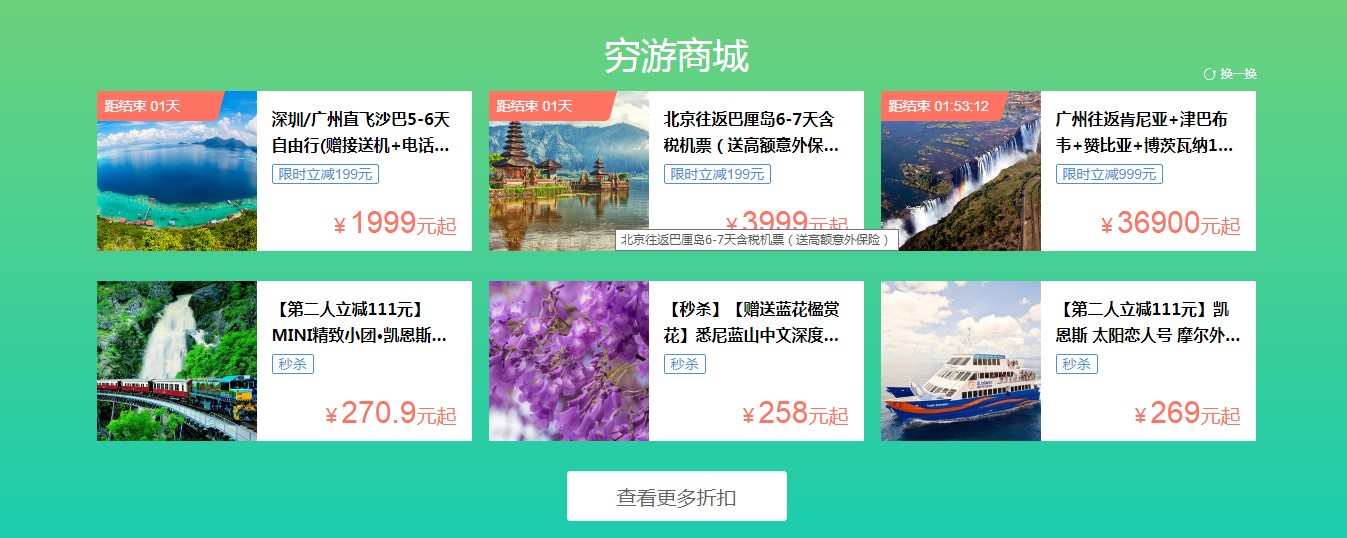 穷游商城
换一换
距结束 01天
深圳/广州直飞沙巴5-6天
自由行(赠接送机+电话...
限时立减199元
¥1999元起
距结束 01天
北京往返巴厘岛6-7天含
税机票（送高额意外保...
限时立减199元
¥3999元起
北京往返巴厘岛6-7天含税机票（送高额意外保险）
距结束 01:53:12
广州往返肯尼亚+津巴布
韦+赞比亚+博茨瓦纳1...
限时立减999元
¥36900元起
【第二人立减111元】
MINI精致小团•凯恩斯...
秒杀
¥270.9元起
【秒杀】【赠送蓝花楹赏
花】悉尼蓝山中文深度...
秒杀
¥258元起
【第二人立减111元】凯
恩斯 太阳恋人号 摩尔外...
秒杀
¥269元起
查看更多折扣